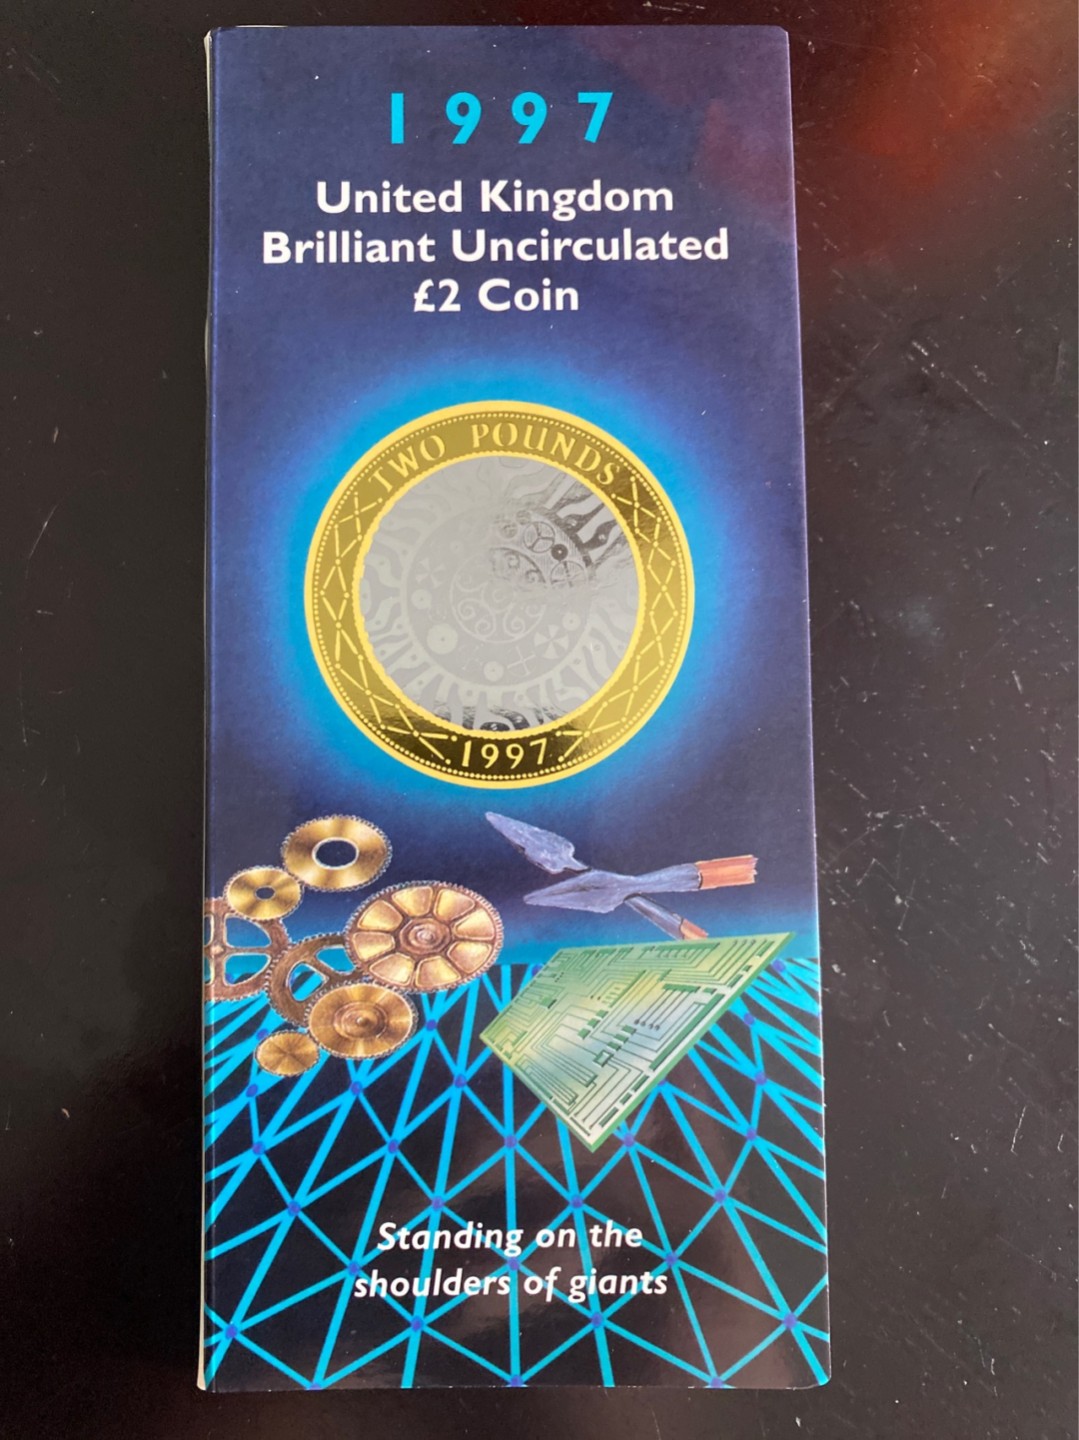 1997
United Kingdom
Brilliant Uncirculated
£2 Coin
TWO POUNDS
1997
Standing on the
shoulders of giants